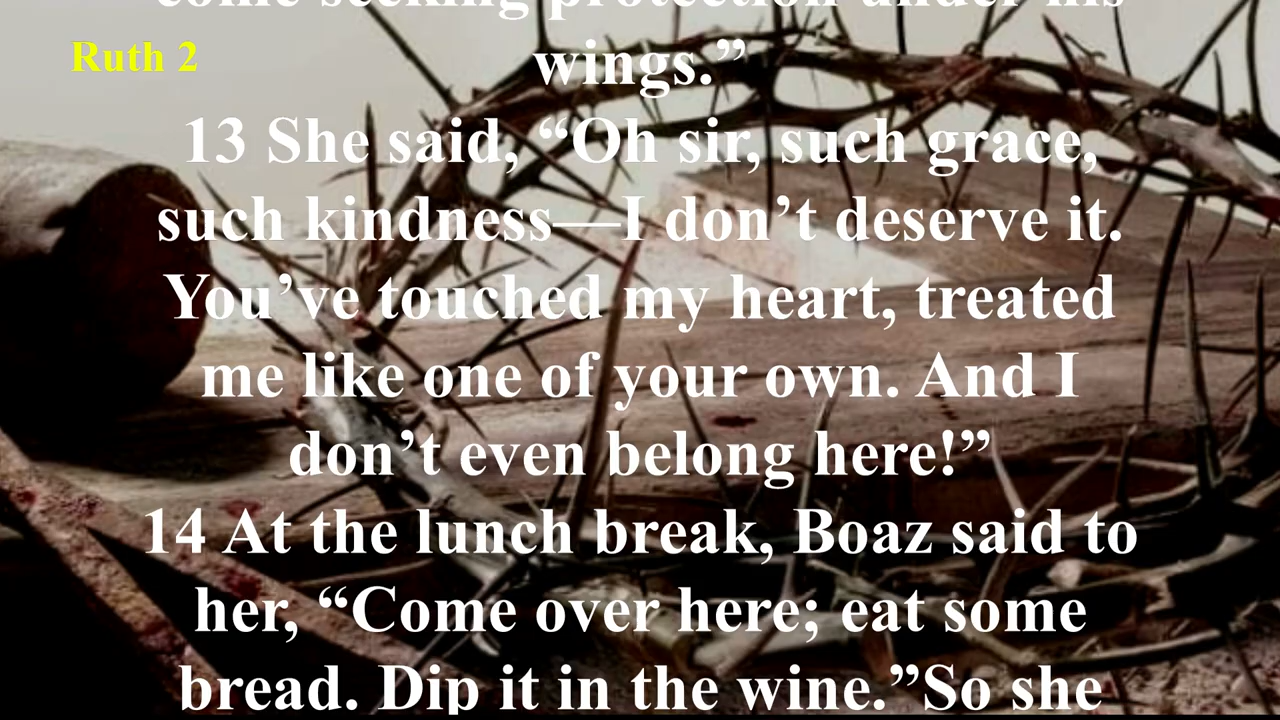 come seeking protection under his
Ruth 2
wings.”
13 She said, “Oh sir, such grace,
such kindness—I don’t deserve it.
You’ve touched my heart, treated
me like one of your own. And I
don’t even belong here!”
14 At the lunch break, Boaz said to
her, “Come over here; eat some
bread. Dip it in the wine.”So she